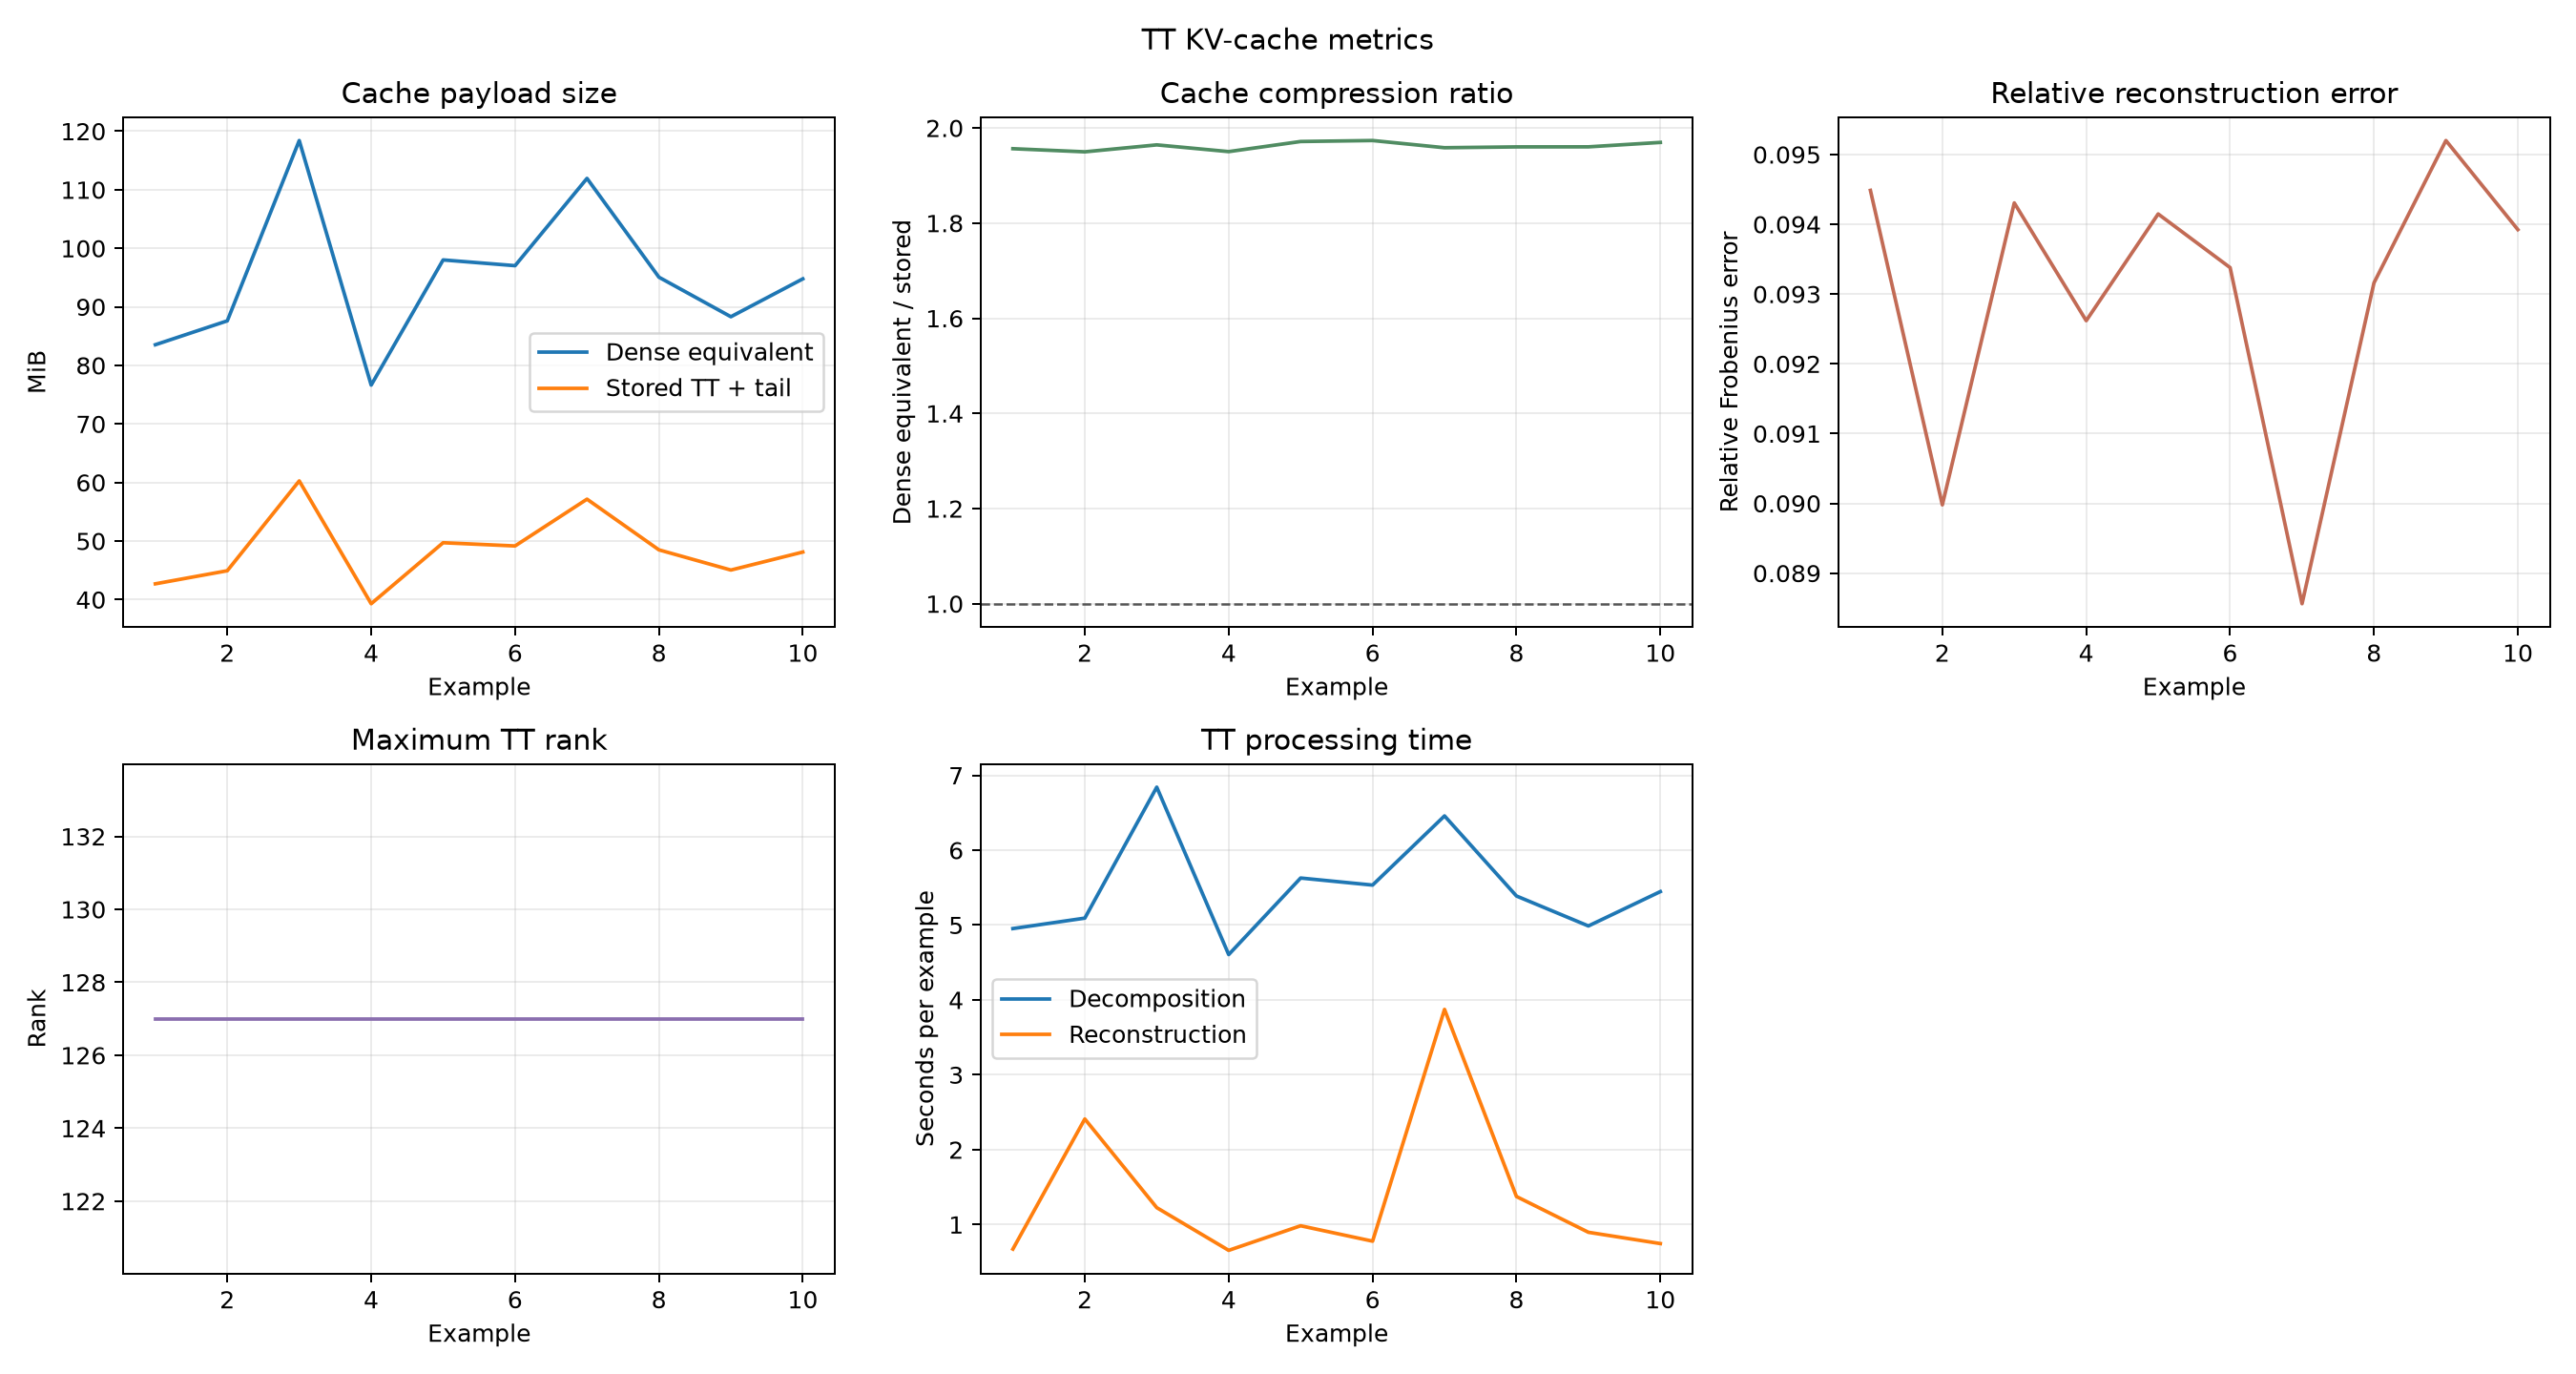 TT KV-cache metrics
Cache payload size
120
110
100
90
80
70
60
50
40
MiB
Dense equivalent
Stored TT + tail
2 4 6 8 10
Example
Cache compression ratio
2.0
1.8
1.6
1.4
1.2
1.0
Dense equivalent / stored
2 4 6 8 10
Example
Relative reconstruction error
0.095
0.094
0.093
0.092
0.091
0.090
0.089
Relative Frobenius error
2 4 6 8 10
Example
Maximum TT rank
132
130
128
126
124
122
Rank
2 4 6 8 10
Example
TT processing time
7
6
5
4
3
2
1
Seconds per example
Decomposition
Reconstruction
2 4 6 8 10
Example